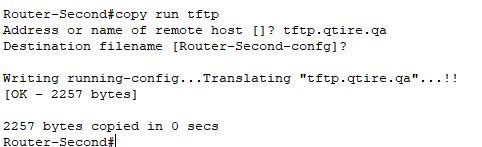 Router-Second#copy run tftp
Address or name of remote host []? tftp.qtire.qa
Destination filename [Router-Second-confg]?
Writing running-config...Translating "tftp.qtire.qa"...!!
[OK - 2257 bytes]
2257 bytes copied in 0 secs
Router-Second#